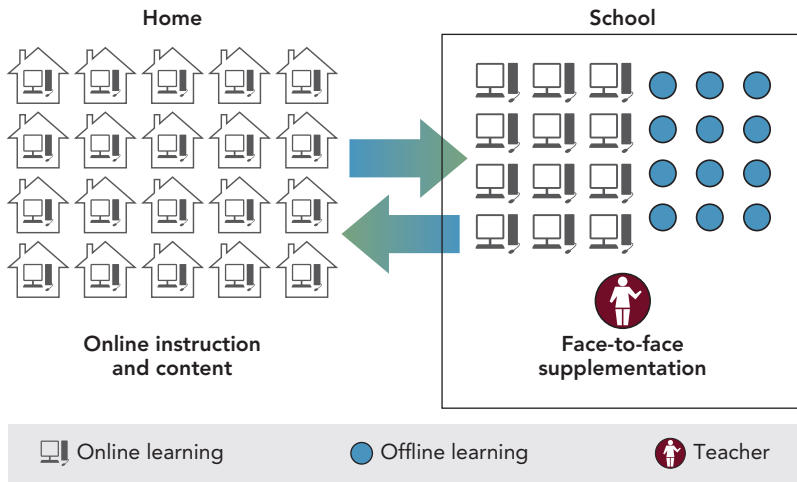 Home
School
Online instruction
and content
Face-to-face
supplementation
Online learning
Offline learning
Teacher